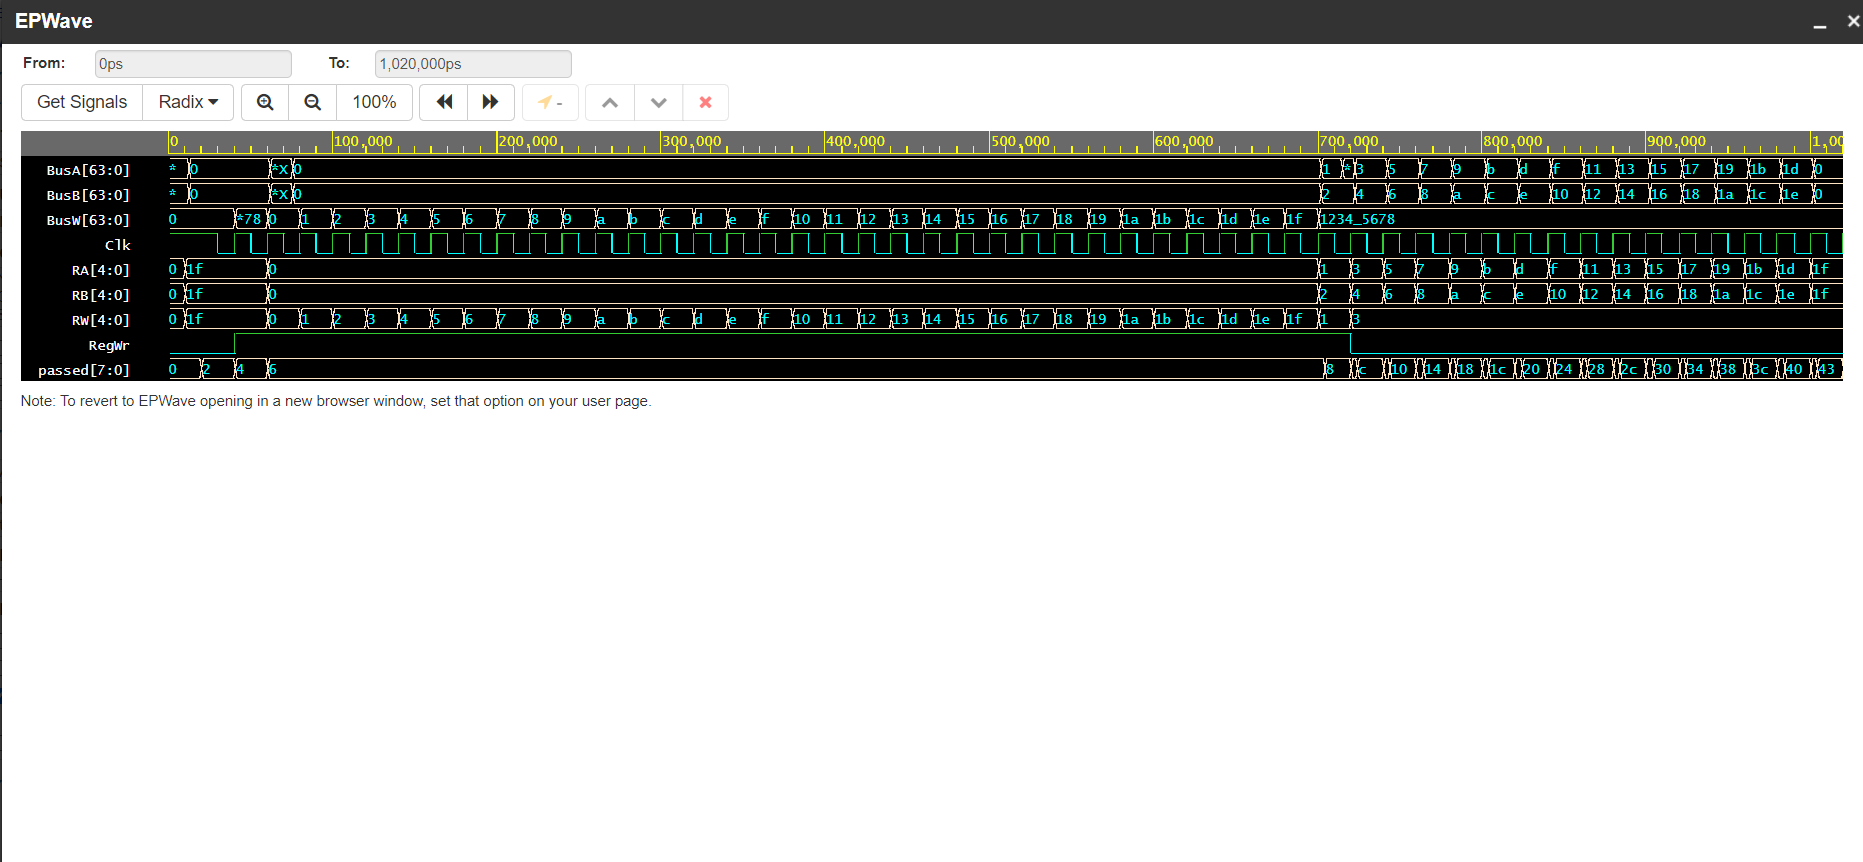 EPWave
From: 0ps To: 1,020,000ps
Get Signals Radix 100% -
0 100,000 200,000 300,000 400,000 500,000 600,000 700,000 800,000 900,000 1,00
BusA[63:0] * 0 *X 0 1 * 3 5 7 9 b d f 11 13 15 17 19 1b 1d 0
BusB[63:0] * 0 *X 0 2 4 6 8 a c e 10 12 14 16 18 1a 1c 1e 0
BusW[63:0] 0 *78 0 1 2 3 4 5 6 7 8 9 a b c d e f 10 11 12 13 14 15 16 17 18 19 1a 1b 1c 1d 1e 1f 1234_5678
Clk
RA[4:0] 0 1f 0 1 3 5 7 9 b d f 11 13 15 17 19 1b 1d 1f
RB[4:0] 0 1f 0 2 4 6 8 a c e 10 12 14 16 18 1a 1c 1e 1f
RW[4:0] 0 1f 0 1 2 3 4 5 6 7 8 9 a b c d e f 10 11 12 13 14 15 16 17 18 19 1a 1b 1c 1d 1e 1f 1 3
RegWr
passed[7:0] 0 2 4 6 8 c 10 14 18 1c 20 24 28 2c 30 34 38 3c 40 43
Note: To revert to EPWave opening in a new browser window, set that option on your user page.